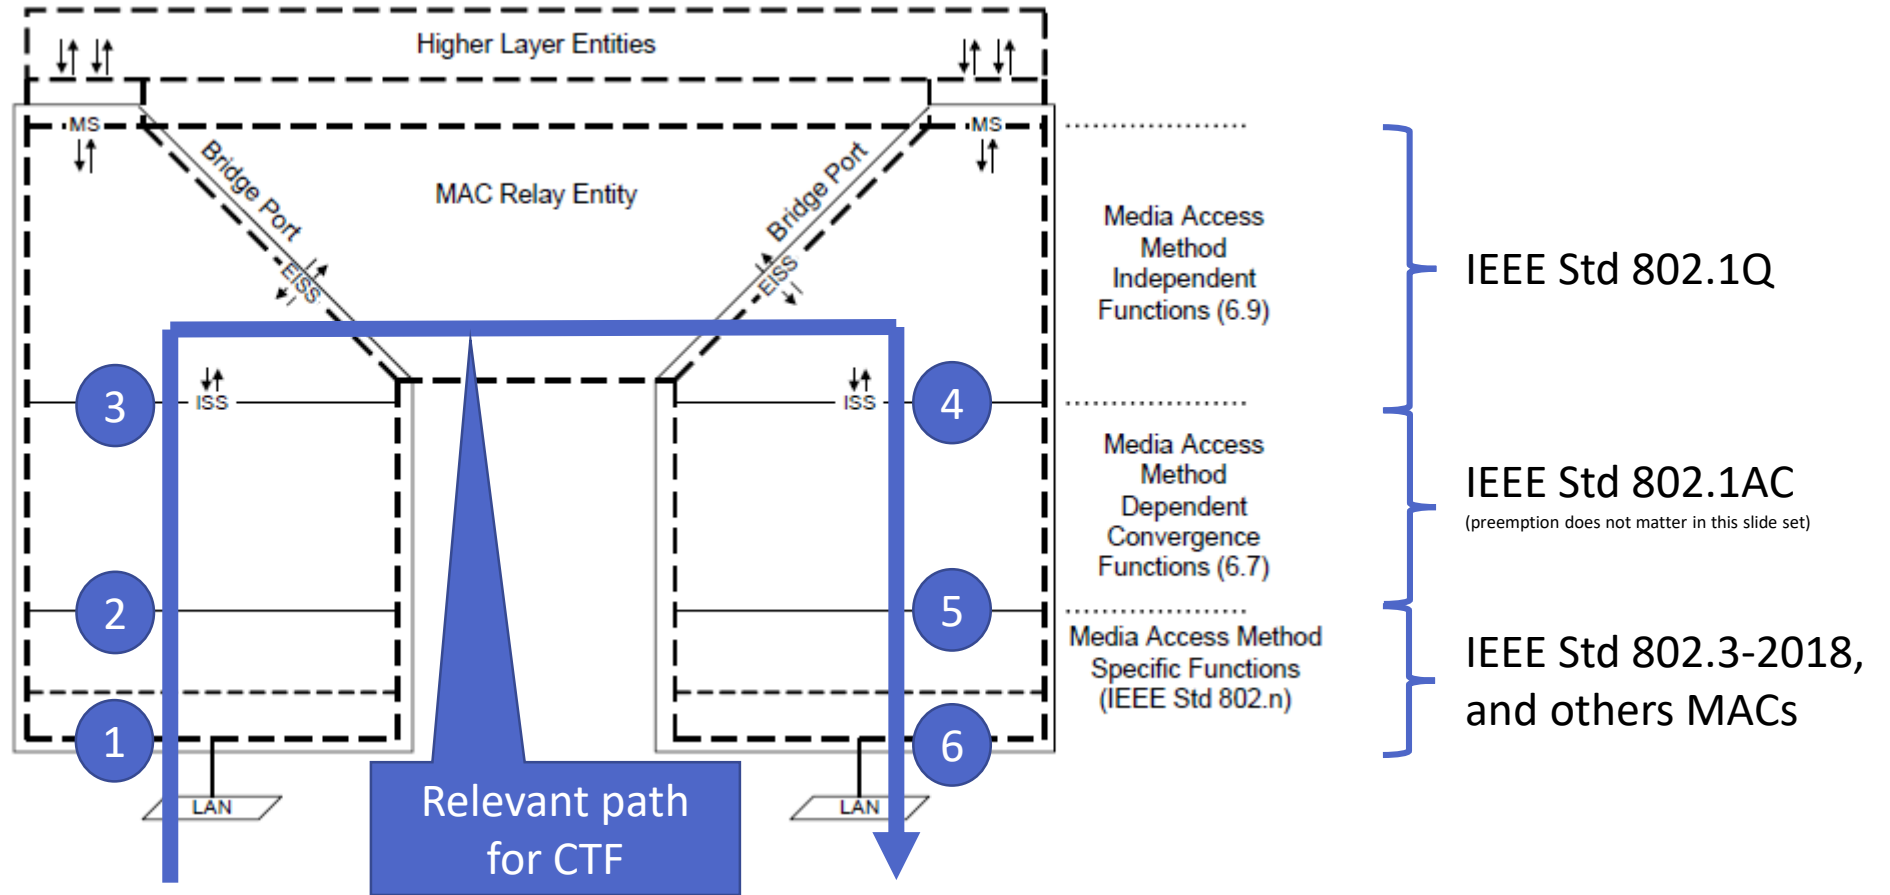 Higher Layer Entities
MS
MS
Bridge Port
Bridge Port
MAC Relay Entity
EISS
EISS
Media Access
Method
Independent
Functions (6.9)
IEEE Std 802.1Q
3
ISS
ISS
4
Media Access
Method
Dependent
Convergence
Functions (6.7)
IEEE Std 802.1AC
(preemption does not matter in this slide set)
2
5
Media Access Method
Specific Functions
(IEEE Std 802.n)
IEEE Std 802.3-2018,
and others MACs
1
6
LAN
LAN
Relevant path
for CTF